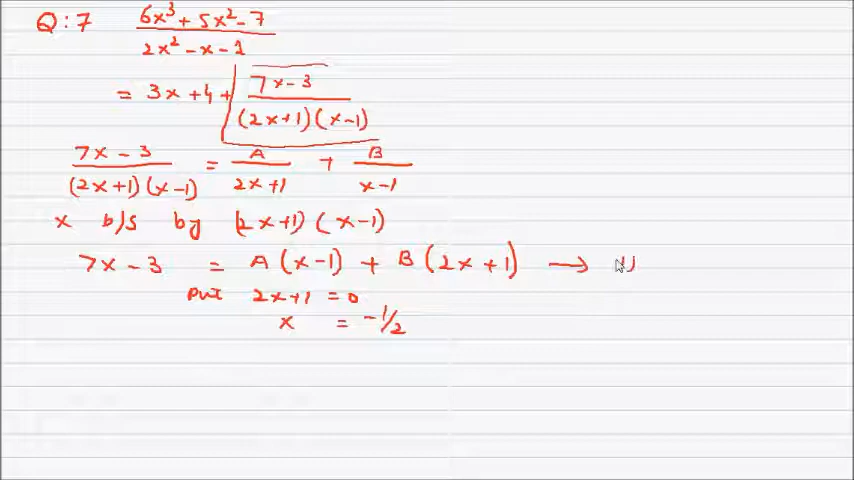 Q:7 (6x³ + 5x² - 7)/(2x² - x - 1)
= 3x + 4 + (7x - 3)/((2x+1)(x-1))
(7x - 3)/((2x+1)(x-1)) = A/(2x+1) + B/(x-1)
x b/s by (2x+1)(x-1)
7x - 3 = A(x-1) + B(2x+1) →
Put 2x+1 = 0
x = -1/2